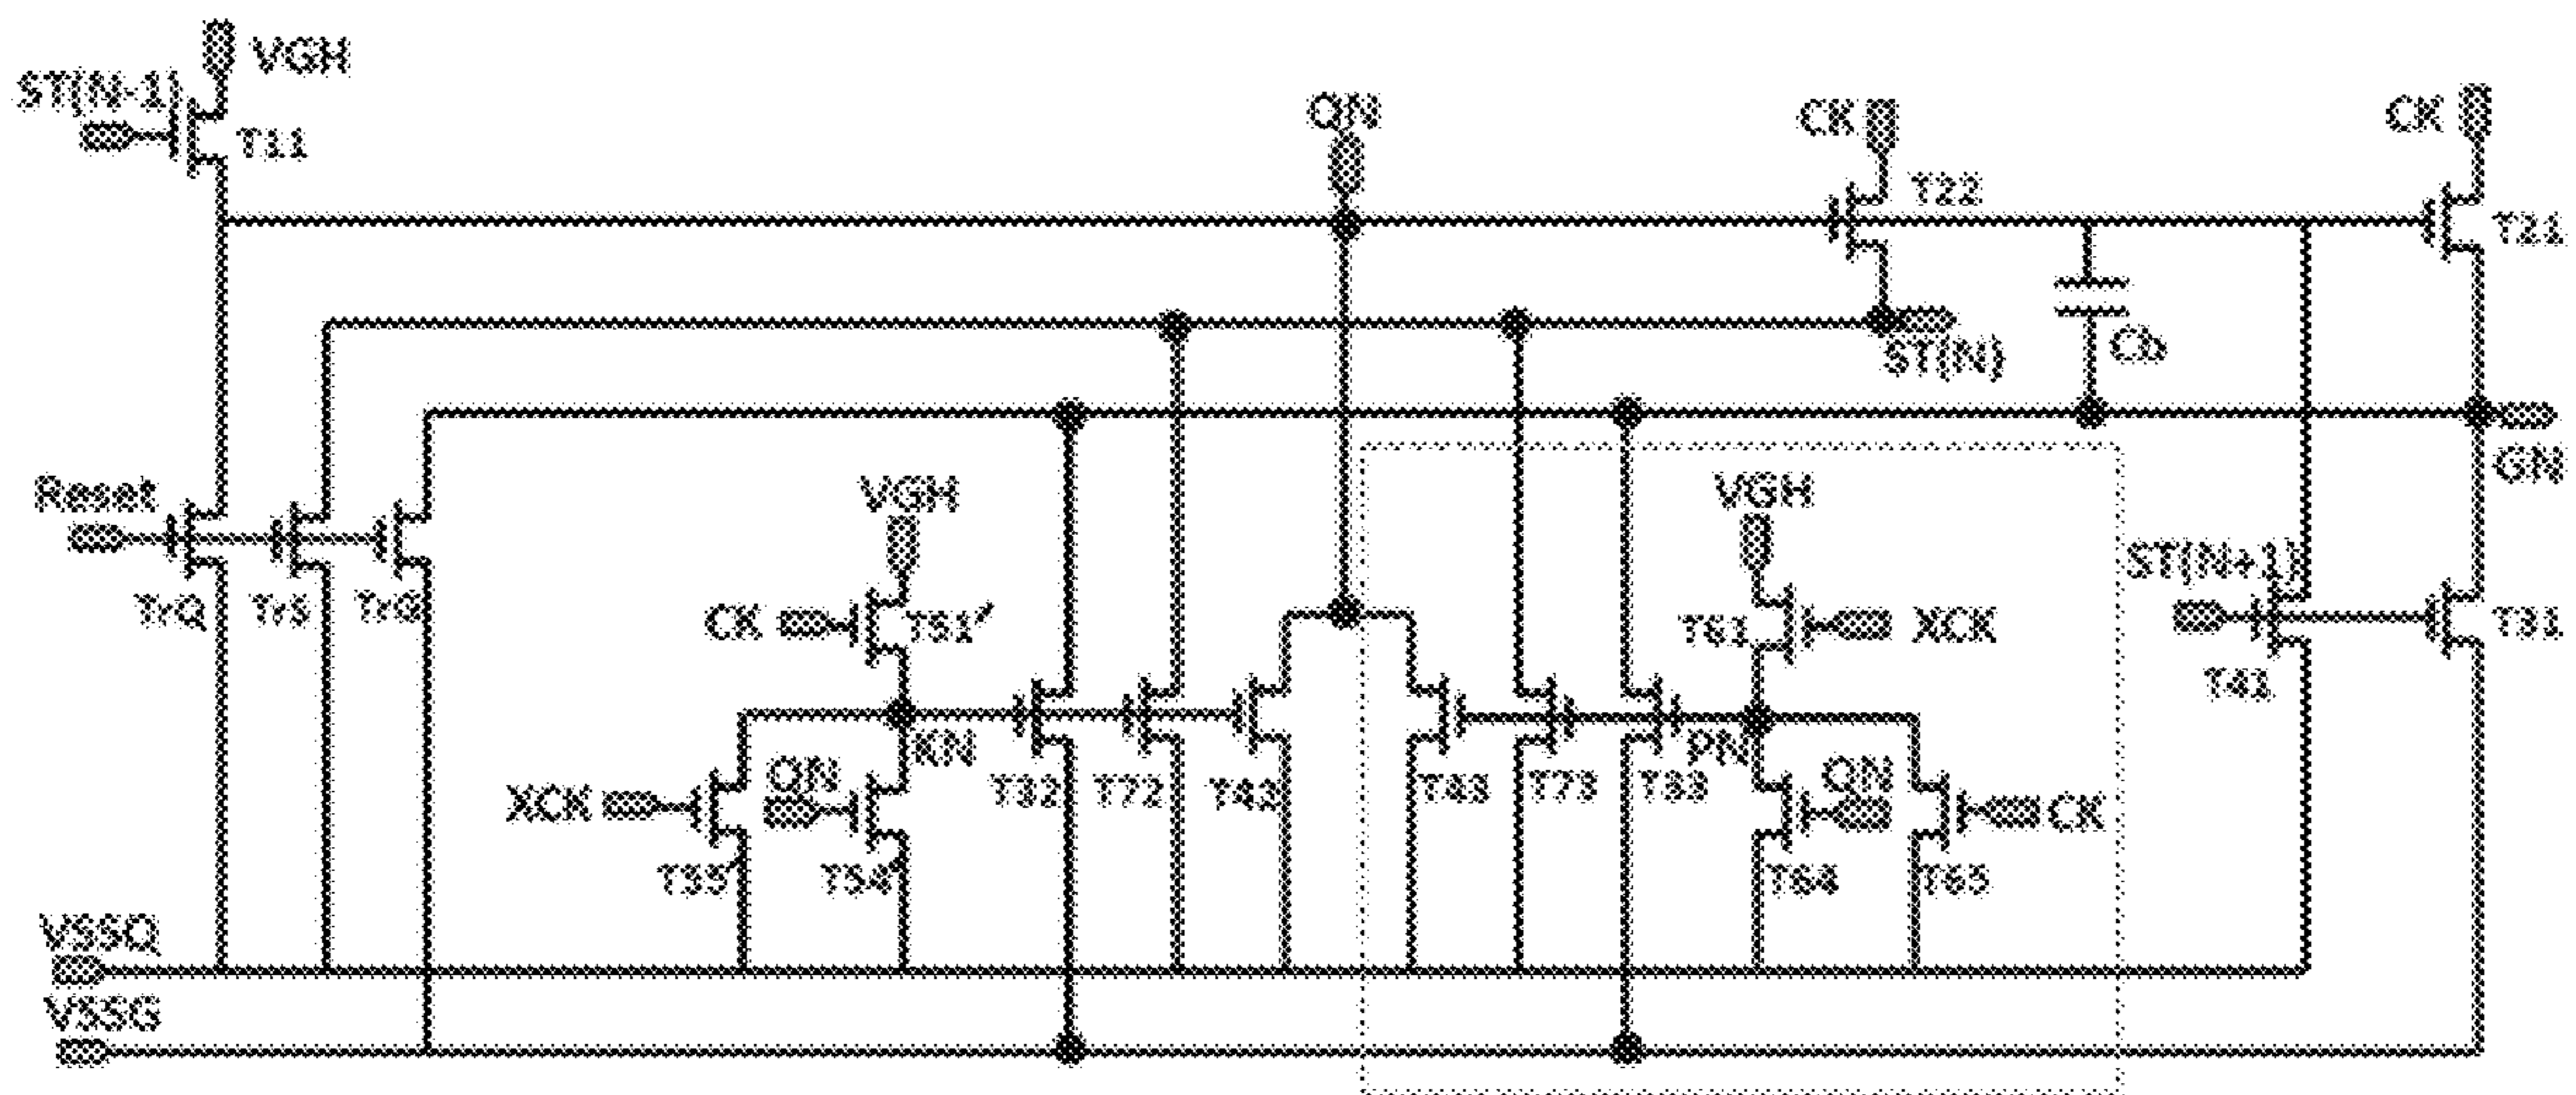 VGH
ST(N-1)
T11
QN
CK
T22
CK
T21
ST(N)
Cb
GN
Reset
TrQ
TrS
TrG
VGH
CK
T51'
KN
XCK
QN
T55'
T54'
T32
T72
T42
VGH
T61
XCK
PN
T43
T73
T33
QN
CK
T64
T65
ST(N+1)
T41
T31
VSSQ
VSSG